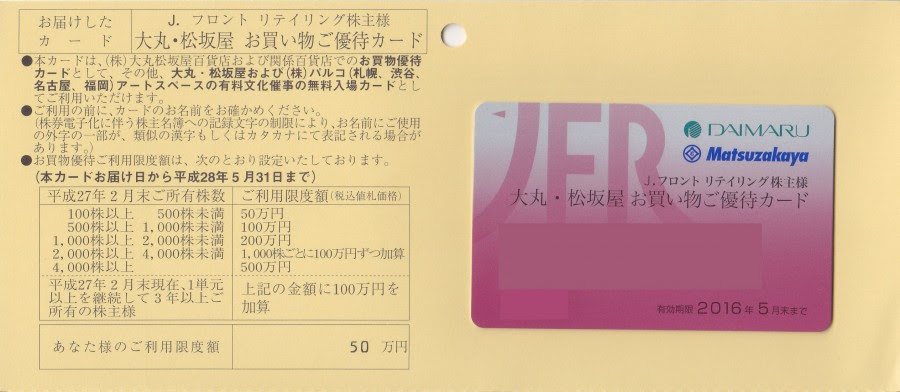 お届けした
カード
J. フロント リテイリング株主様
大丸・松坂屋 お買い物ご優待カード
●本カードは、(株)大丸松坂屋百貨店および関係百貨店でのお買物優待
カードとして、その他、大丸・松坂屋および(株)パルコ(札幌、渋谷、
名古屋、福岡)アートスペースの有料文化催事の無料入場カードとし
てご利用いただけます。
●ご利用の前に、カードのお名前をお確かめください。
(株券電子化に伴う株主名簿への記録文字の制限により、お名前にご使用
の外字の一部が、類似の漢字もしくはカタカナにて表記される場合が
あります。)
●お買物優待ご利用限度額は、次のとおり設定いたしております。
(本カードお届け日から平成28年5月31日まで)
平成27年2月末ご所有株数 ご利用限度額(税込値札価格)
100株以上 500株未満 50万円
500株以上 1,000株未満 100万円
1,000株以上 2,000株未満 200万円
2,000株以上 4,000株未満 1,000株ごとに100万円ずつ加算
4,000株以上 500万円
平成27年2月末現在、1単元
以上を継続して3年以上ご
所有の株主様
上記の金額に100万円を
加算
あなた様のご利用限度額 50 万円
DAIMARU
Matsuzakaya
J.フロント リテイリング株主様
大丸・松坂屋 お買い物ご優待カード
有効期限 2016年5月末まで